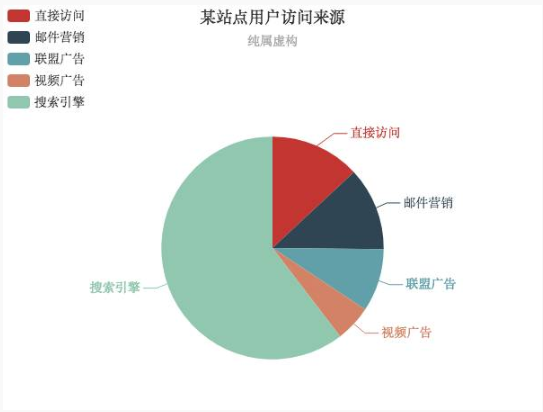 某站点用户访问来源
纯属虚构
直接访问
邮件营销
联盟广告
视频广告
搜索引擎
直接访问
邮件营销
联盟广告
视频广告
搜索引擎